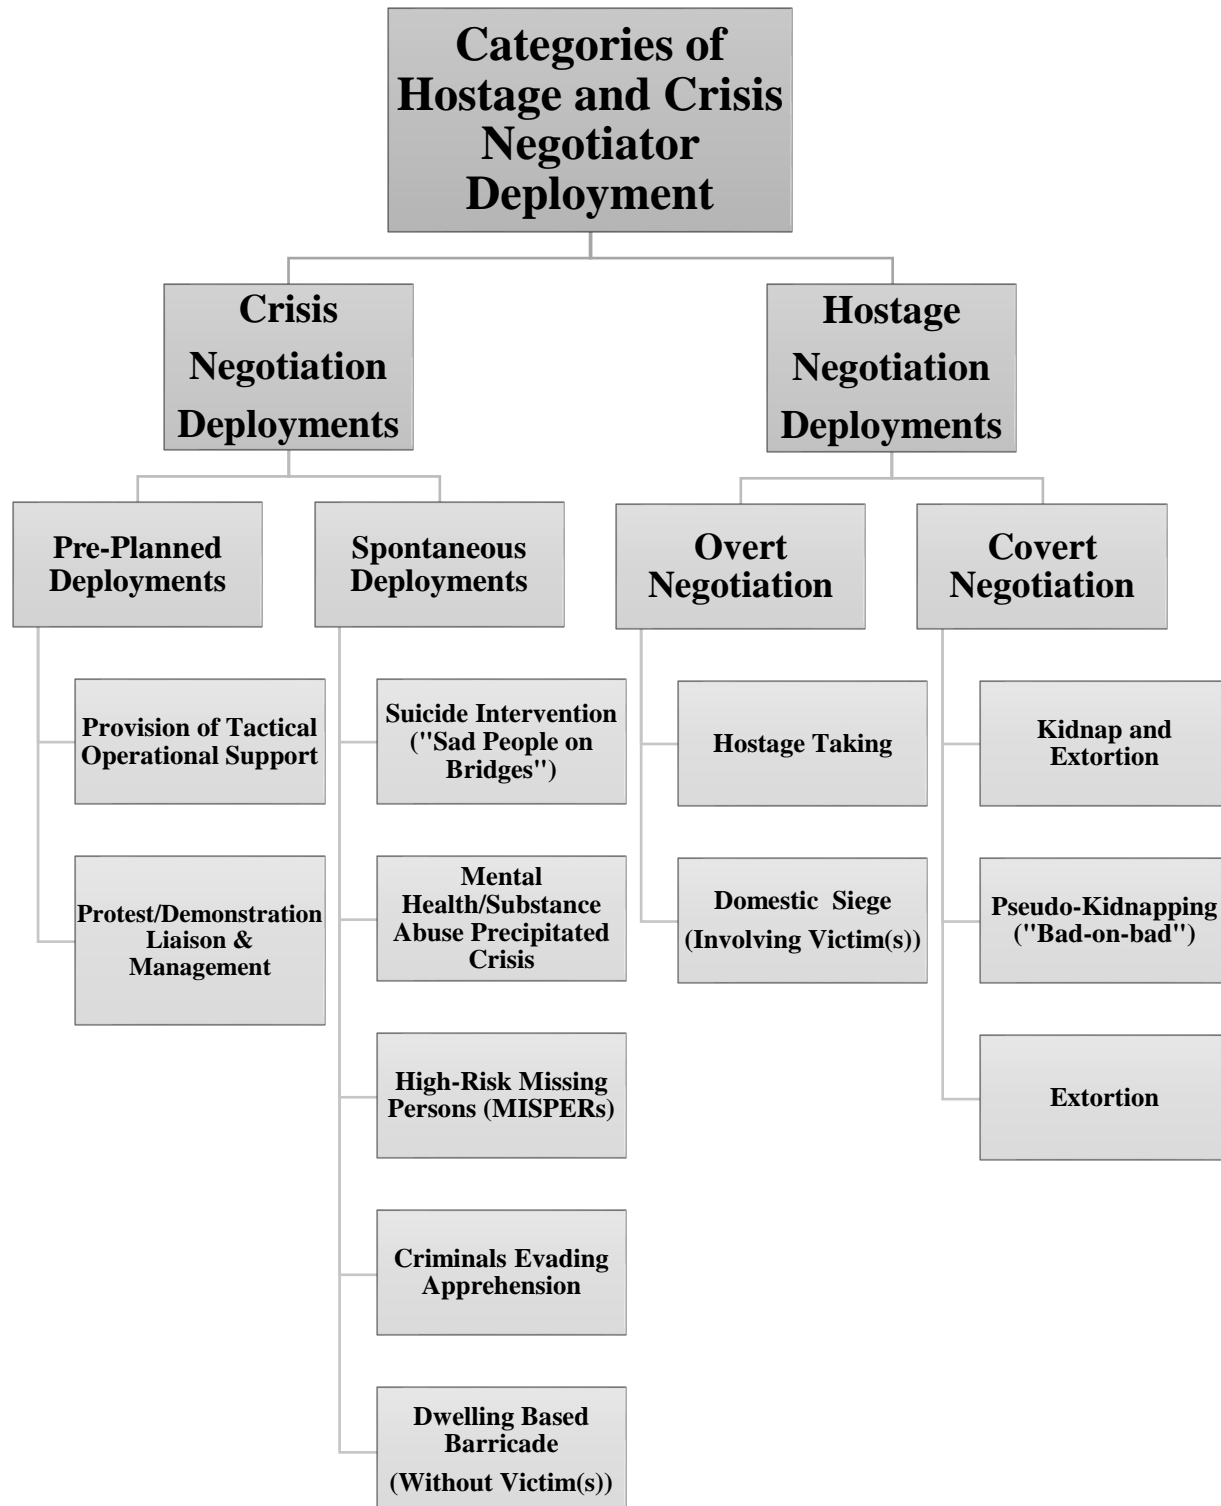 Categories of
Hostage and Crisis
Negotiator
Deployment
Crisis
Negotiation
Deployments
Hostage
Negotiation
Deployments
Pre-Planned
Deployments
Spontaneous
Deployments
Overt
Negotiation
Covert
Negotiation
Provision of Tactical
Operational Support
Protest/Demonstration
Liaison &
Management
Suicide Intervention
("Sad People on
Bridges")
Mental
Health/Substance
Abuse Precipitated
Crisis
High-Risk Missing
Persons (MISPERs)
Criminals Evading
Apprehension
Dwelling Based
Barricade
(Without Victim(s))
Hostage Taking
Domestic  Siege
(Involving Victim(s))
Kidnap and
Extortion
Pseudo-Kidnapping
("Bad-on-bad")
Extortion